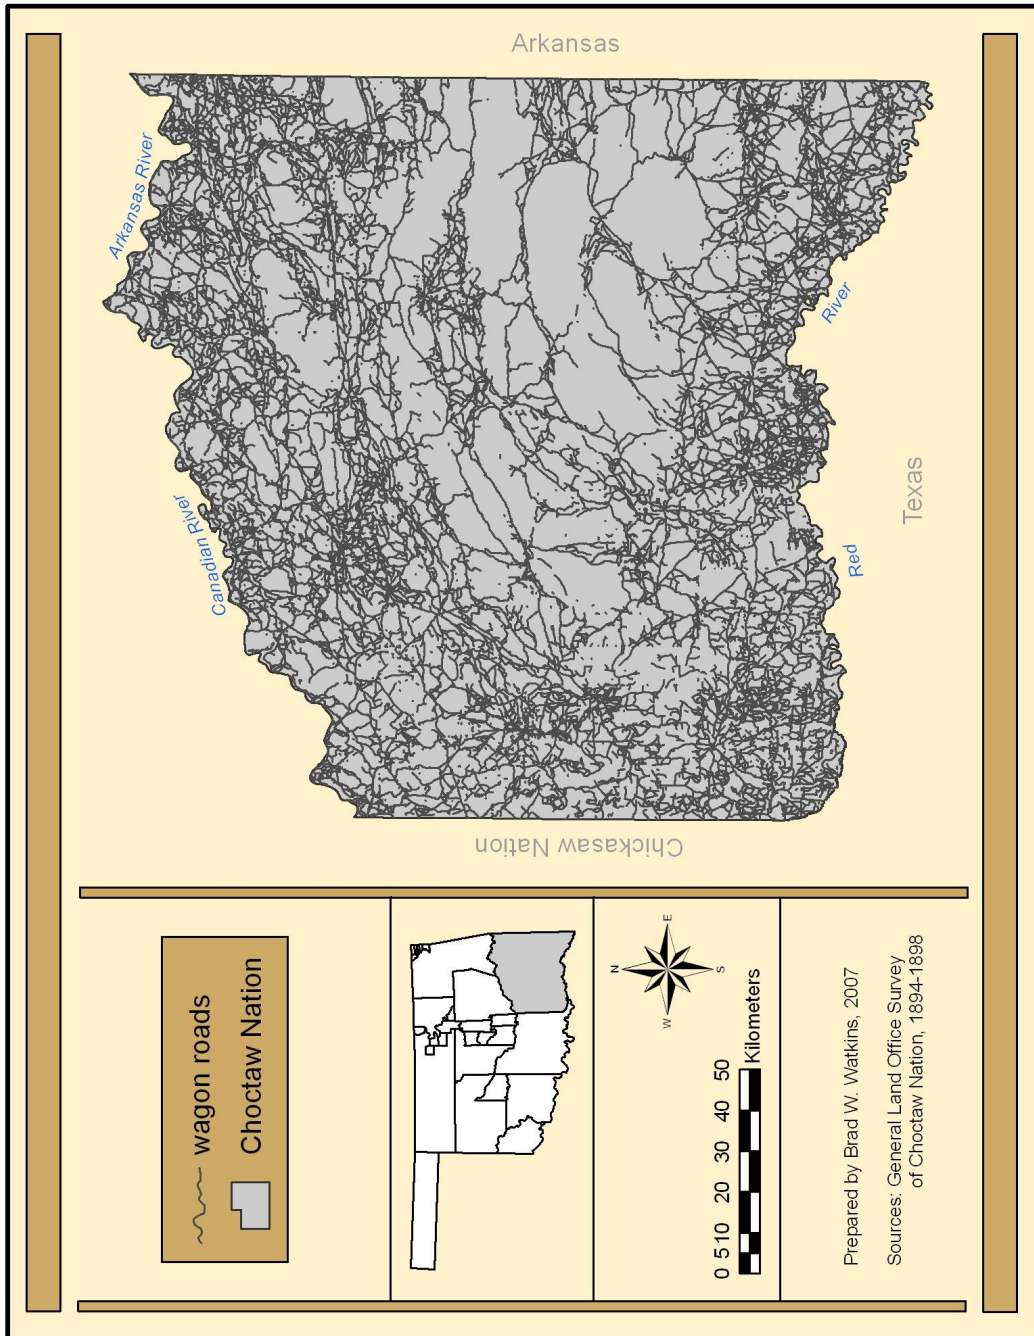 Arkansas
Arkansas River
Canadian River
River
Red
Texas
Chickasaw Nation
wagon roads
Choctaw Nation
N
W
E
S
0 5 10 20 30 40 50
Kilometers
Prepared by Brad W. Watkins, 2007
Sources: General Land Office Survey
of Choctaw Nation, 1894-1898